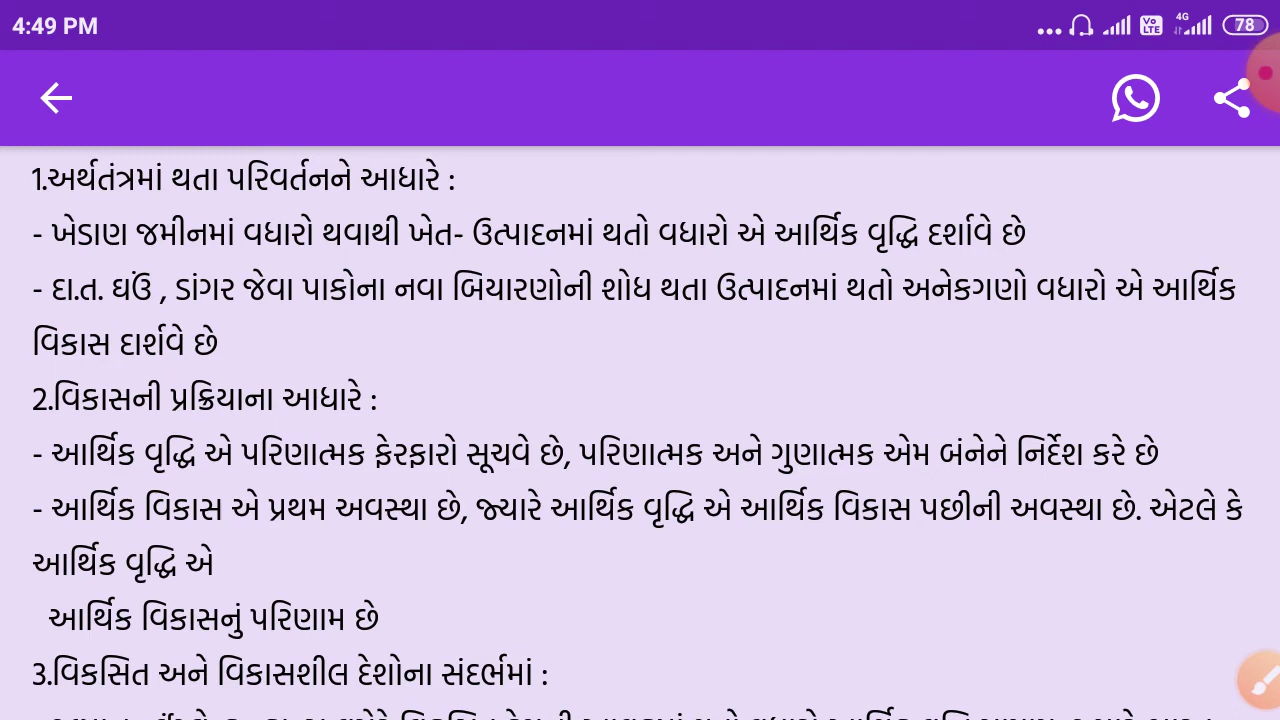 4:49 PM
Vo LTE
4G
78
1.અર્થતંત્રમાં થતા પરિવર્તનને આધારે :
- ખેડાણ જમીનમાં વધારો થવાથી ખેત- ઉત્પાદનમાં થતો વધારો એ આર્થિક વૃદ્ધિ દર્શાવે છે
- દા.ત. ઘઉં , ડાંગર જેવા પાકોના નવા બિયારણોની શોધ થતા ઉત્પાદનમાં થતો અનેકગણો વધારો એ આર્થિક
વિકાસ દાર્શવે છે
2.વિકાસની પ્રક્રિયાના આધારે :
- આર્થિક વૃદ્ધિ એ પરિણાત્મક ફેરફારો સૂચવે છે, પરિણાત્મક અને ગુણાત્મક એમ બંનેને નિર્દેશ કરે છે
- આર્થિક વિકાસ એ પ્રથમ અવસ્થા છે, જ્યારે આર્થિક વૃદ્ધિ એ આર્થિક વિકાસ પછીની અવસ્થા છે. એટલે કે
આર્થિક વૃદ્ધિ એ
આર્થિક વિકાસનું પરિણામ છે
3.વિકસિત અને વિકાસશીલ દેશોના સંદર્ભમાં :